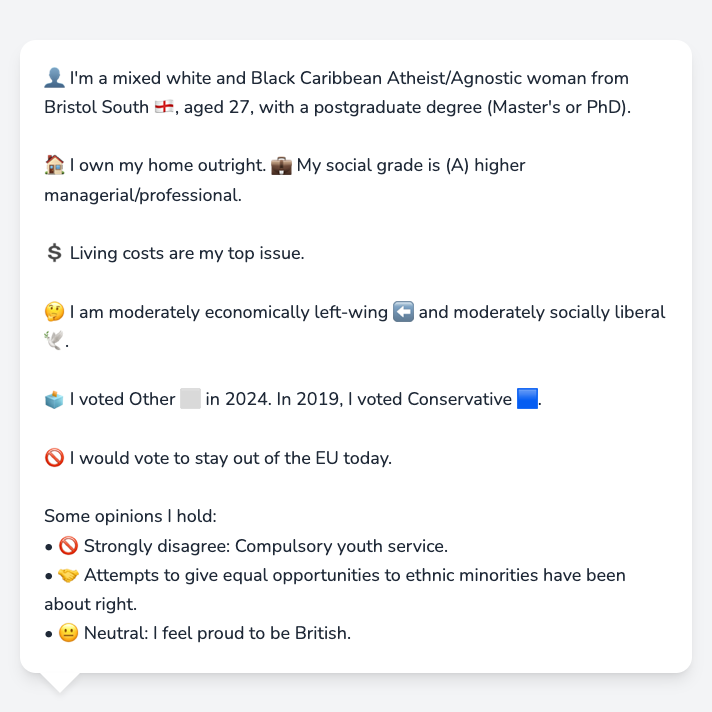 👤 I'm a mixed white and Black Caribbean Atheist/Agnostic woman from
Bristol South 🏴󠁧󠁢󠁥󠁮󠁧󠁿, aged 27, with a postgraduate degree (Master's or PhD).
🏠 I own my home outright. 💼 My social grade is (A) higher
managerial/professional.
💲 Living costs are my top issue.
🤔 I am moderately economically left-wing ⬅️ and moderately socially liberal
🕊️.
🗳️ I voted Other ⬜ in 2024. In 2019, I voted Conservative 🟦.
🚫 I would vote to stay out of the EU today.
Some opinions I hold:
• 🚫 Strongly disagree: Compulsory youth service.
• 🤝 Attempts to give equal opportunities to ethnic minorities have been
about right.
• 😐 Neutral: I feel proud to be British.